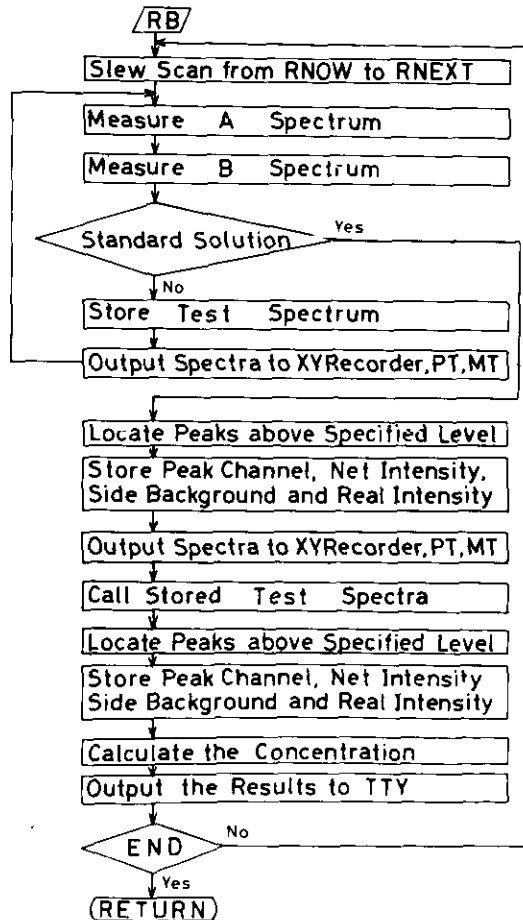 RB
Slew Scan from RNOW to RNEXT
Measure A Spectrum
Measure B Spectrum
Standard Solution
Yes
No
Store Test Spectrum
Output Spectra to XYRecorder,PT,MT
Locate Peaks above Specified Level
Store Peak Channel, Net Intensity,
Side Background and Real Intensity
Output Spectra to XYRecorder,PT,MT
Call Stored Test Spectra
Locate Peaks above Specified Level
Store Peak Channel, Net Intensity
Side Background and Real Intensity
Calculate the Concentration
Output the Results to TTY
END
No
Yes
(RETURN)